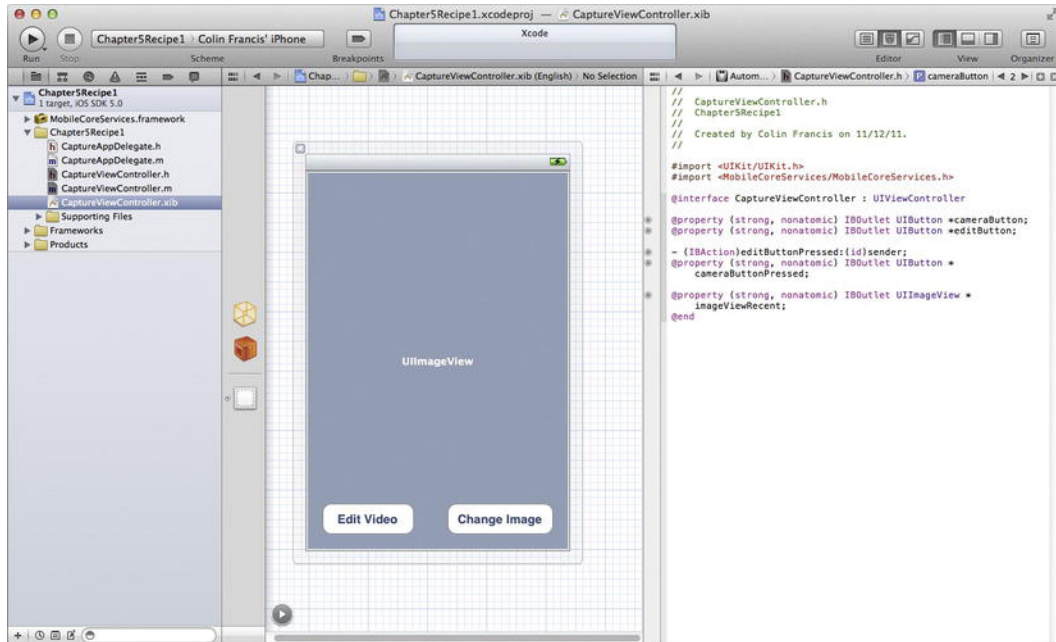 Chapter5Recipe1.xcodeproj — CaptureViewController.xib
Chapter5Recipe1 › Colin Francis' iPhone
Xcode
Run
Stop
Scheme
Breakpoints
Editor
View
Organizer
Chap...
CaptureViewController.xib (English)
No Selection
Autom...
CaptureViewController.h
cameraButton
2
Chapter5Recipe1
1 target, iOS SDK 5.0
MobileCoreServices.framework
Chapter5Recipe1
CaptureAppDelegate.h
CaptureAppDelegate.m
CaptureViewController.h
CaptureViewController.m
CaptureViewController.xib
Supporting Files
Frameworks
Products
UIImageView
Edit Video
Change Image
//
// CaptureViewController.h
// Chapter5Recipe1
//
// Created by Colin Francis on 11/12/11.
//
#import <UIKit/UIKit.h>
#import <MobileCoreServices/MobileCoreServices.h>
@interface CaptureViewController : UIViewController
@property (strong, nonatomic) IBOutlet UIButton *cameraButton;
@property (strong, nonatomic) IBOutlet UIButton *editButton;
- (IBAction)editButtonPressed:(id)sender;
@property (strong, nonatomic) IBOutlet UIButton *
cameraButtonPressed;
@property (strong, nonatomic) IBOutlet UIImageView *
imageViewRecent;
@end